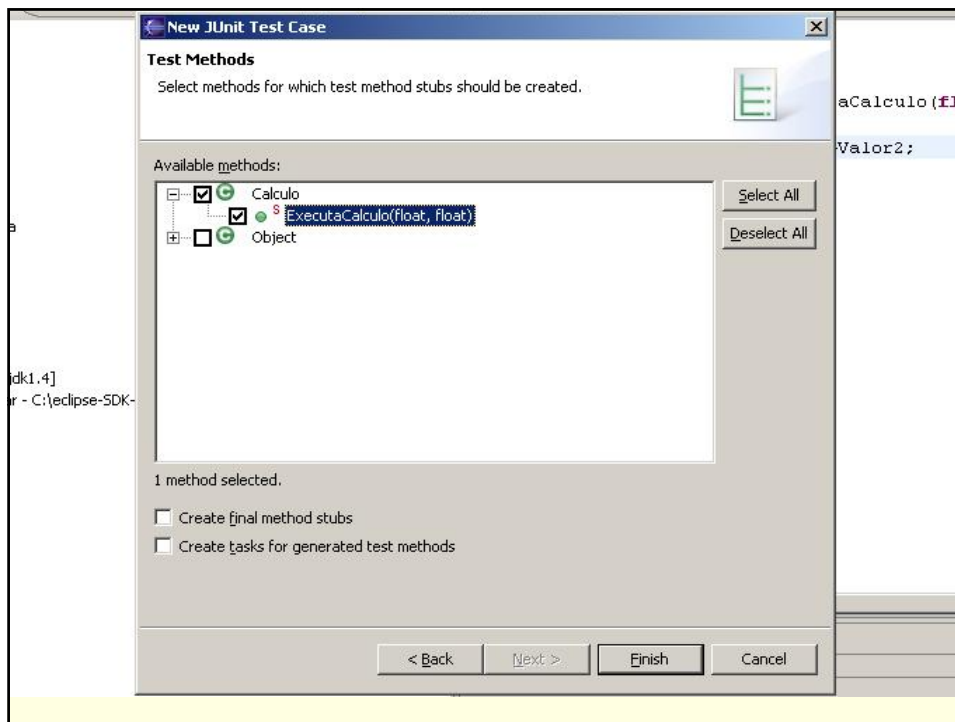 New JUnit Test Case
Test Methods
Select methods for which test method stubs should be created.
aCalculo(fl
Valor2;
Available methods:
Calculo
S
ExecutaCalculo(float, float)
Object
Select All
Deselect All
a
jdk1.4]
r - C:\eclipse-SDK-
1 method selected.
Create final method stubs
Create tasks for generated test methods
< Back
Next >
Finish
Cancel